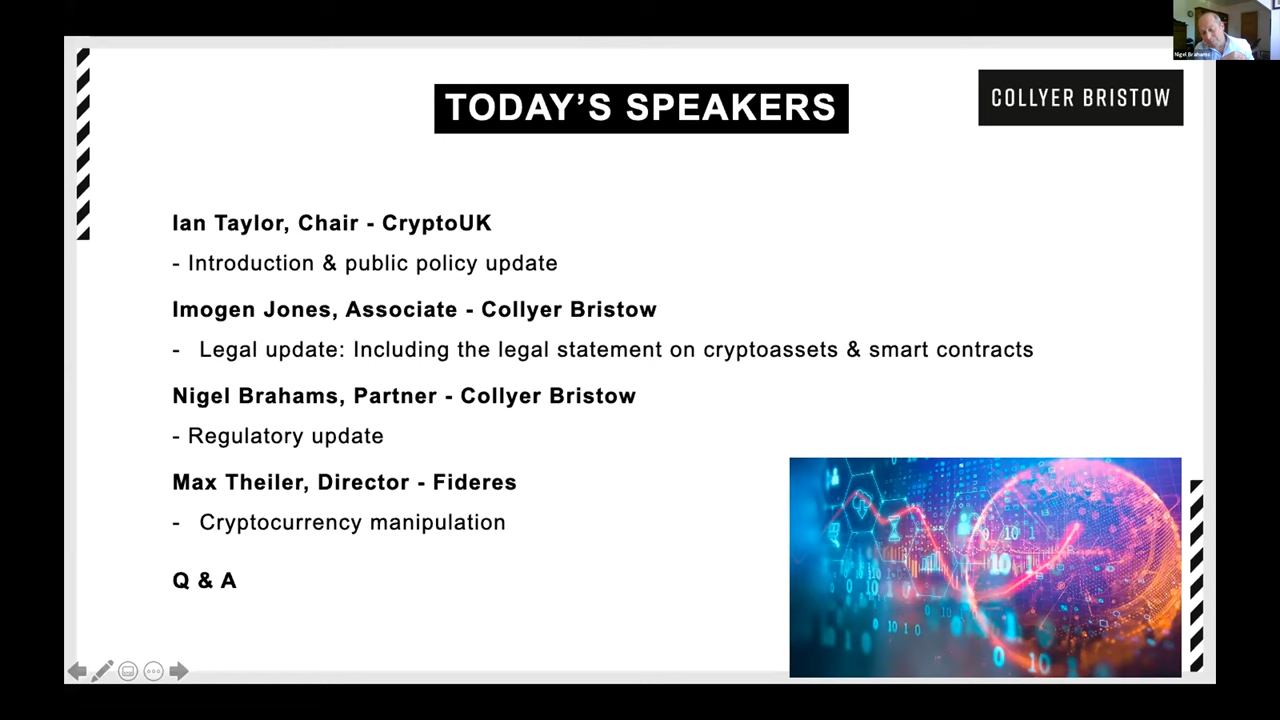 Nigel Brahams
TODAY'S SPEAKERS
COLLYER BRISTOW
Ian Taylor, Chair - CryptoUK
- Introduction & public policy update
Imogen Jones, Associate - Collyer Bristow
- Legal update: Including the legal statement on cryptoassets & smart contracts
Nigel Brahams, Partner - Collyer Bristow
- Regulatory update
Max Theiler, Director - Fideres
- Cryptocurrency manipulation
Q & A